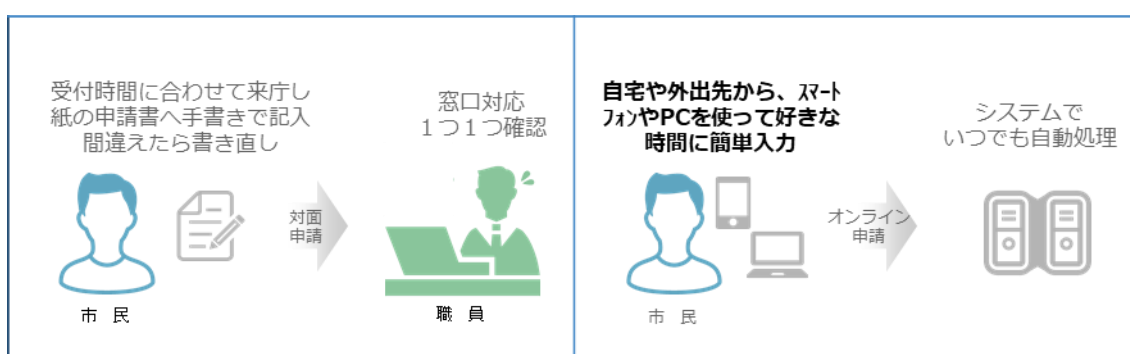 受付時間に合わせて来庁し
紙の申請書へ手書きで記入
間違えたら書き直し
窓口対応
1つ1つ確認
対面
申請
市 民
職 員
自宅や外出先から、ｽﾏｰﾄ
ﾌｫﾝやPCを使って好きな
時間に簡単入力
システムで
いつでも自動処理
オンライン
申請
市 民